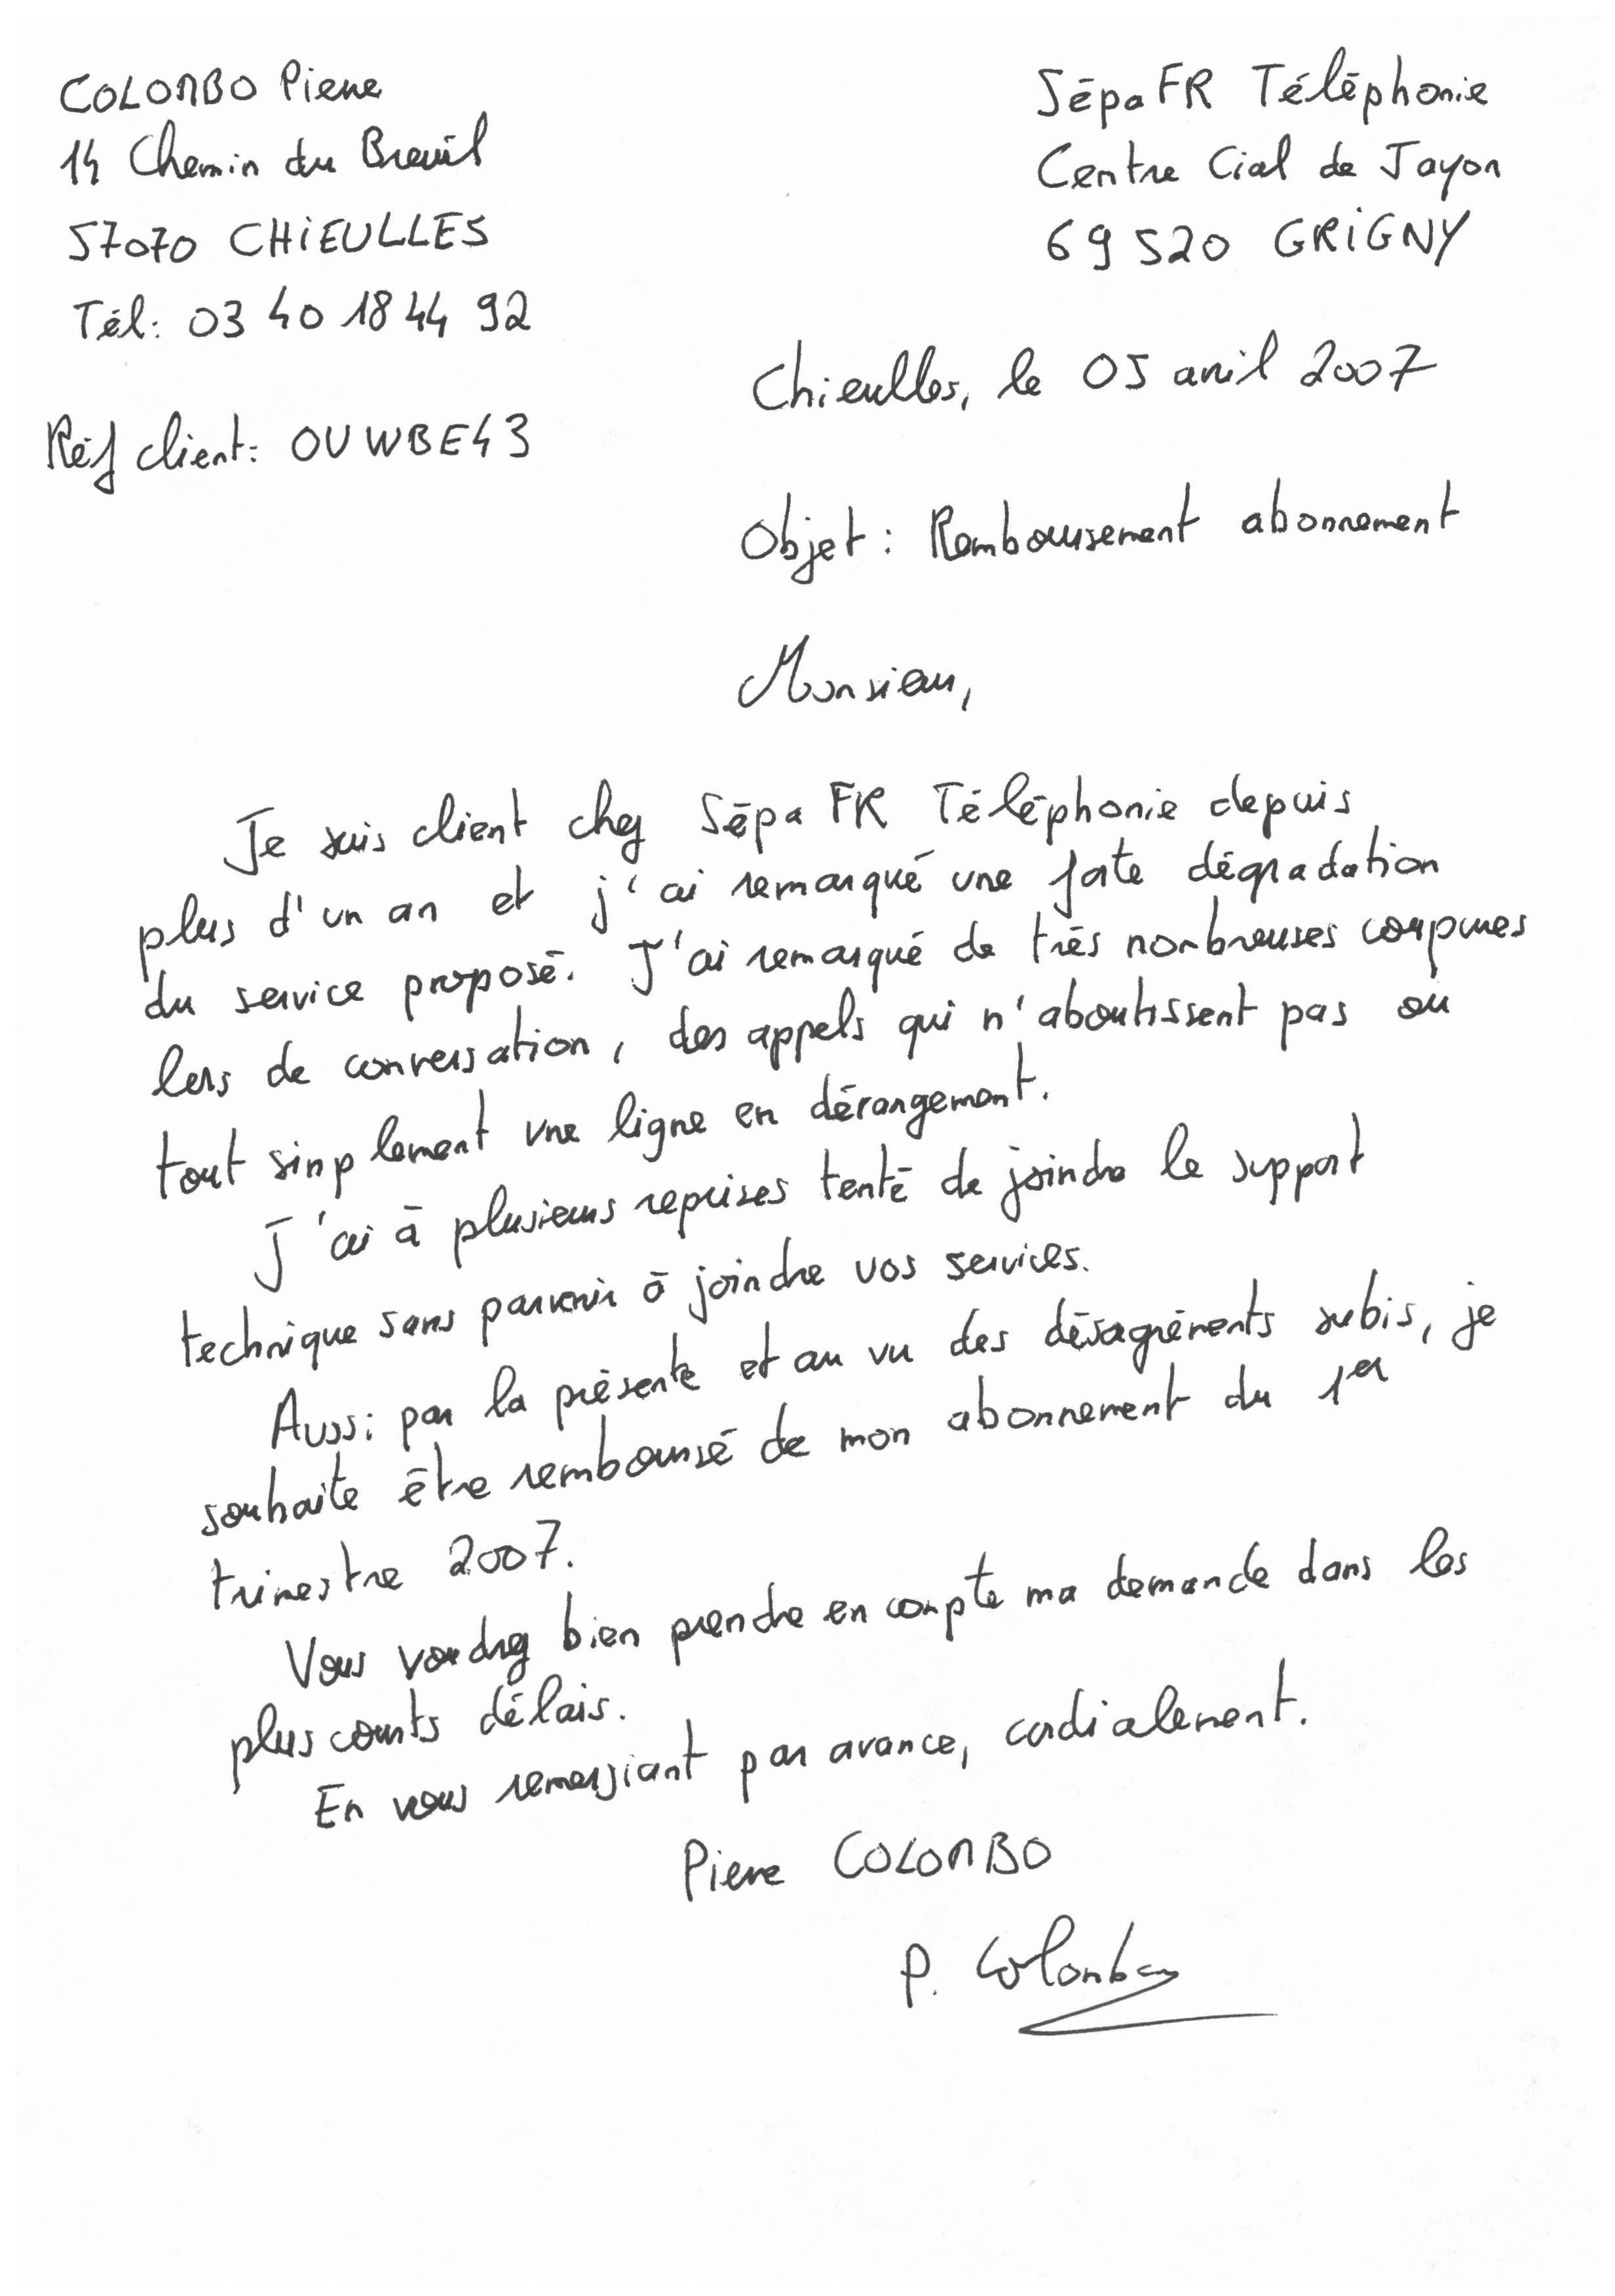 COLOMBO Pierre
14 Chemin du Breuil
57070 CHIEULLES
Tél: 03 40 18 44 92
Réf client: OUWBE43
SépaFR Téléphonie
Centre Cial de Jayon
69 520 GRIGNY
Chieulles, le 05 avril 2007
Objet : Remboursement abonnement
Monsieur,
Je suis client chez Sépa FR Téléphonie depuis
plus d'un an et j'ai remarqué une forte dégradation
du service proposé. J'ai remarqué de très nombreuses coupures
lors de conversation, des appels qui n'aboutissent pas ou
tout simplement une ligne en dérangement.
J'ai à plusieurs reprises tenté de joindre le support
technique sans parvenir à joindre vos services.
Aussi par la présente et au vu des désagréments subis, je
souhaite être remboursé de mon abonnement du 1er
trimestre 2007.
Vous voudrez bien prendre en compte ma demande dans les
plus courts délais.
En vous remersiant par avance, cordialement.
Pierre COLOMBO
P. Colombo